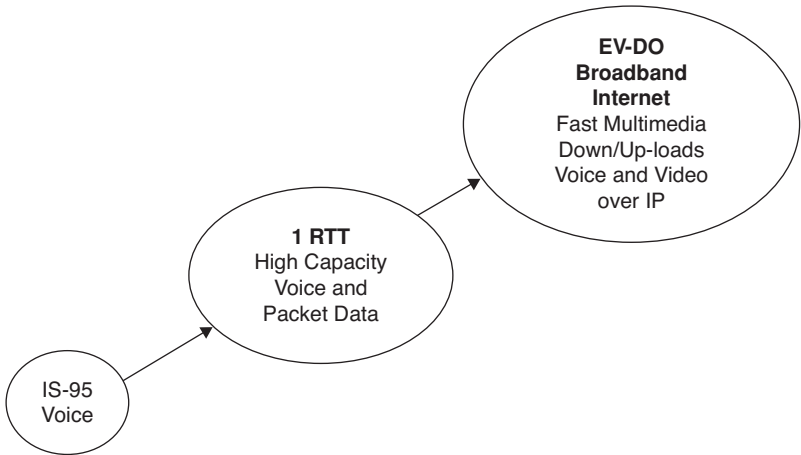 EV-DO
Broadband
Internet
Fast Multimedia
Down/Up-loads
Voice and Video
over IP
1 RTT
High Capacity
Voice and
Packet Data
IS-95
Voice